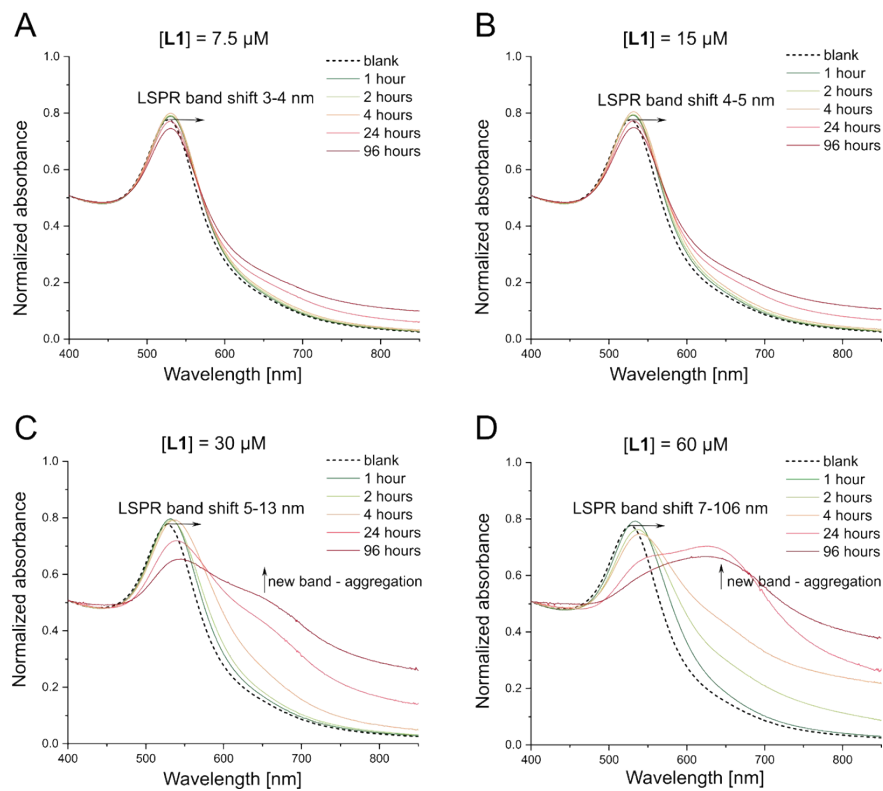 A
[L1] = 7.5 µM
blank
1 hour
2 hours
4 hours
24 hours
96 hours
LSPR band shift 3-4 nm
Normalized absorbance
1.0
0.8
0.6
0.4
0.2
0.0
400 500 600 700 800
Wavelength [nm]
B
[L1] = 15 µM
blank
1 hour
2 hours
4 hours
24 hours
96 hours
LSPR band shift 4-5 nm
Normalized absorbance
1.0
0.8
0.6
0.4
0.2
0.0
400 500 600 700 800
Wavelength [nm]
C
[L1] = 30 µM
blank
1 hour
2 hours
4 hours
24 hours
96 hours
LSPR band shift 5-13 nm
new band - aggregation
Normalized absorbance
1.0
0.8
0.6
0.4
0.2
0.0
400 500 600 700 800
Wavelength [nm]
D
[L1] = 60 µM
blank
1 hour
2 hours
4 hours
24 hours
96 hours
LSPR band shift 7-106 nm
new band - aggregation
Normalized absorbance
1.0
0.8
0.6
0.4
0.2
0.0
400 500 600 700 800
Wavelength [nm]